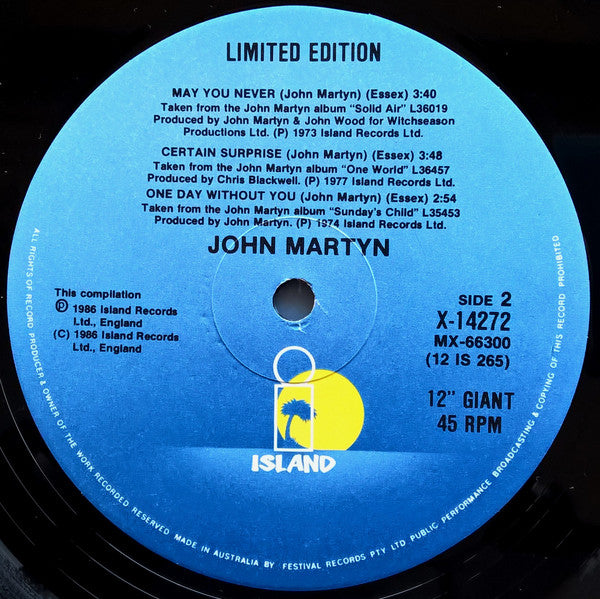 LIMITED EDITION
MAY YOU NEVER (John Martyn) (Essex) 3:40
Taken from the John Martyn album "Solid Air" L36019
Produced by John Martyn & John Wood for Witchseason
Productions Ltd. (P) 1973 Island Records Ltd.
CERTAIN SURPRISE (John Martyn) (Essex) 3:48
Taken from the John Martyn album "One World" L36457
Produced by Chris Blackwell. (P) 1977 Island Records Ltd.
ONE DAY WITHOUT YOU (John Martyn) (Essex) 2:54
Taken from the John Martyn album "Sunday's Child" L35453
Produced by John Martyn. (P) 1974 Island Records Ltd.
JOHN MARTYN
This compilation
Ⓟ 1986 Island Records
Ltd., England
(C) 1986 Island Records
Ltd., England
SIDE 2
X-14272
MX-66300
(12 IS 265)
12" GIANT
45 RPM
ISLAND
ALL RIGHTS OF RECORD PRODUCER & OWNER OF THE WORK RECORDED RESERVED MADE IN AUSTRALIA BY FESTIVAL RECORDS PTY LTD PUBLIC PERFORMANCE BROADCASTING & COPYING OF THIS RECORD PROHIBITED